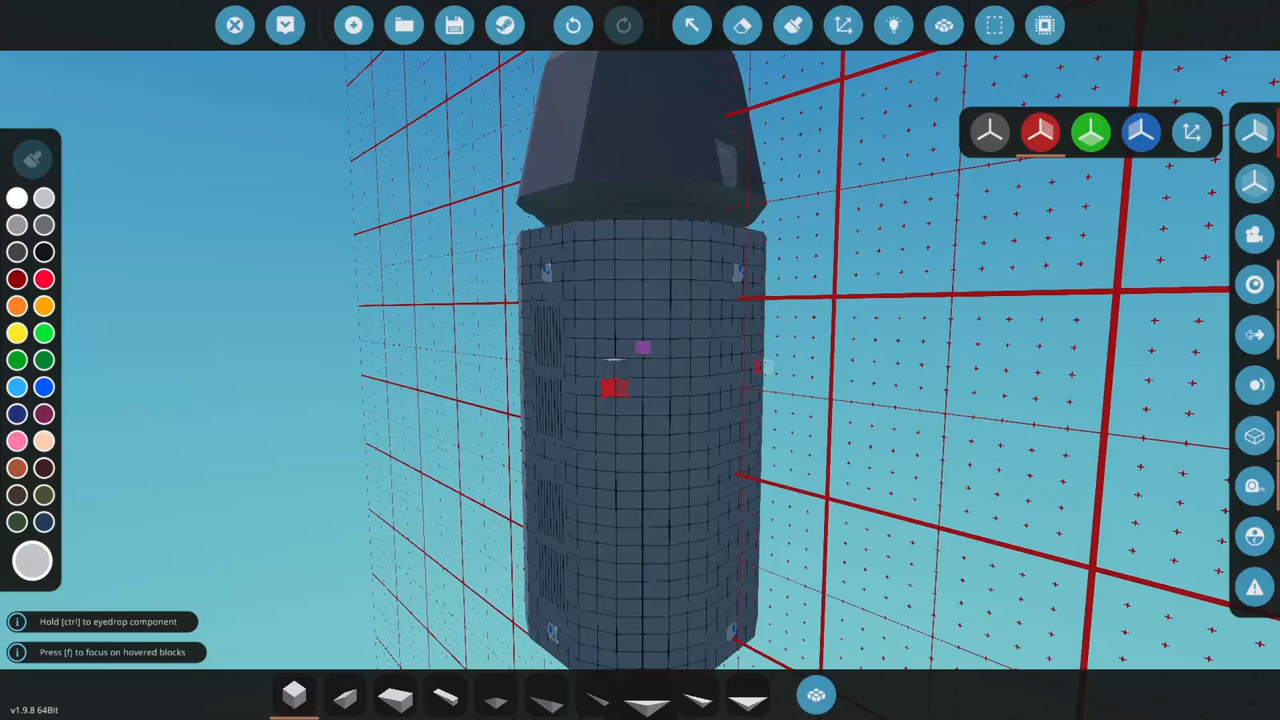 Hold [ctrl] to eyedrop component
Press [f] to focus on hovered blocks
v1.9.8 64Bit